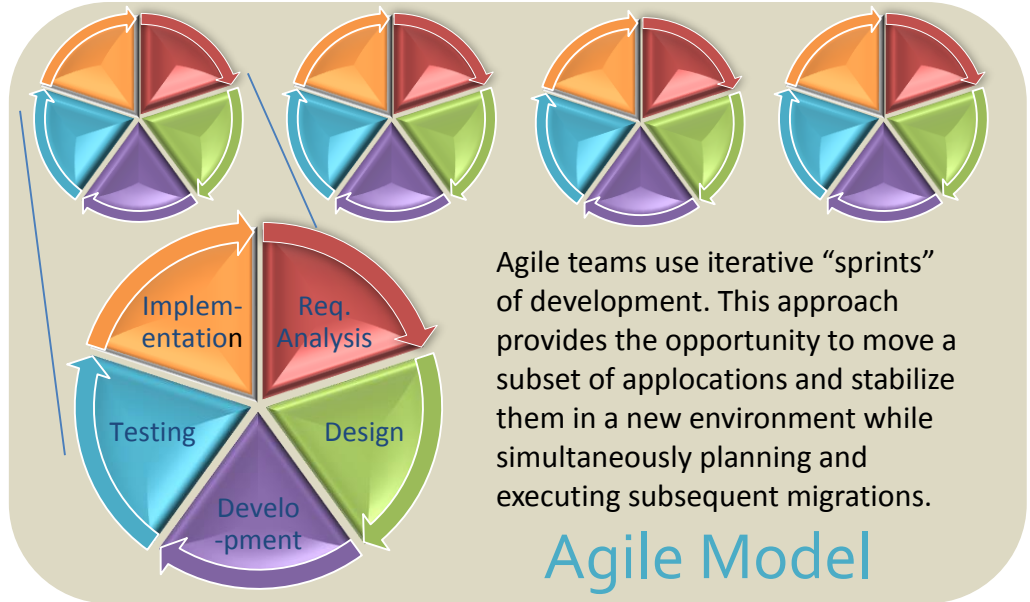 Implem-
entation
Req.
Analysis
Testing
Design
Develo
-pment
Agile teams use iterative “sprints”
of development. This approach
provides the opportunity to move a
subset of applocations and stabilize
them in a new environment while
simultaneously planning and
executing subsequent migrations.
Agile Model